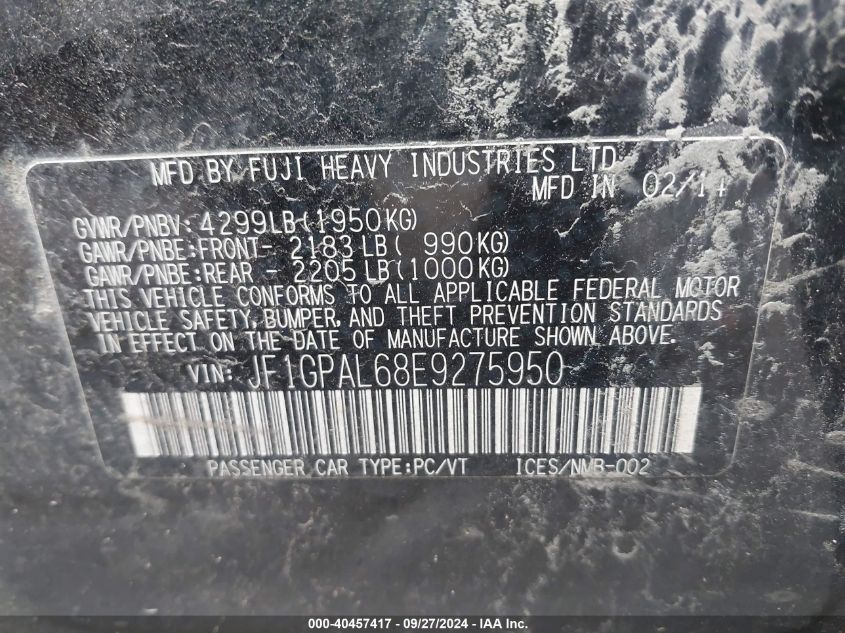 MFD BY FUJI HEAVY INDUSTRIES LTD.
MFD IN 02/14
GVWR/PNBV: 4299LB(1950KG)
GAWR/PNBE:FRONT- 2183LB( 990KG)
GAWR/PNBE:REAR - 2205LB(1000KG)
THIS VEHICLE CONFORMS TO ALL APPLICABLE FEDERAL MOTOR
VEHICLE SAFETY, BUMPER, AND THEFT PREVENTION STANDARDS
IN EFFECT ON THE DATE OF MANUFACTURE SHOWN ABOVE.
VIN: JF1GPAL68E9275950
PASSENGER CAR TYPE:PC/VT ICES/NMB-002
000-40457417 - 09/27/2024 - IAAI.com